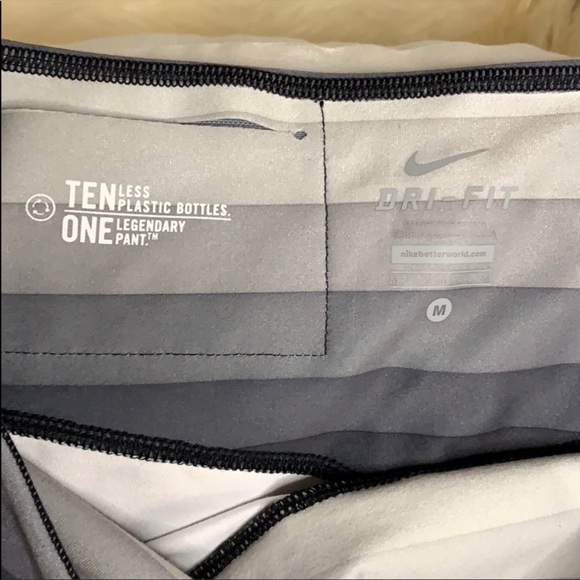 TEN LESS
PLASTIC BOTTLES.
ONE LEGENDARY
PANT.™
DRI-FIT
nikebetterworld.com
M